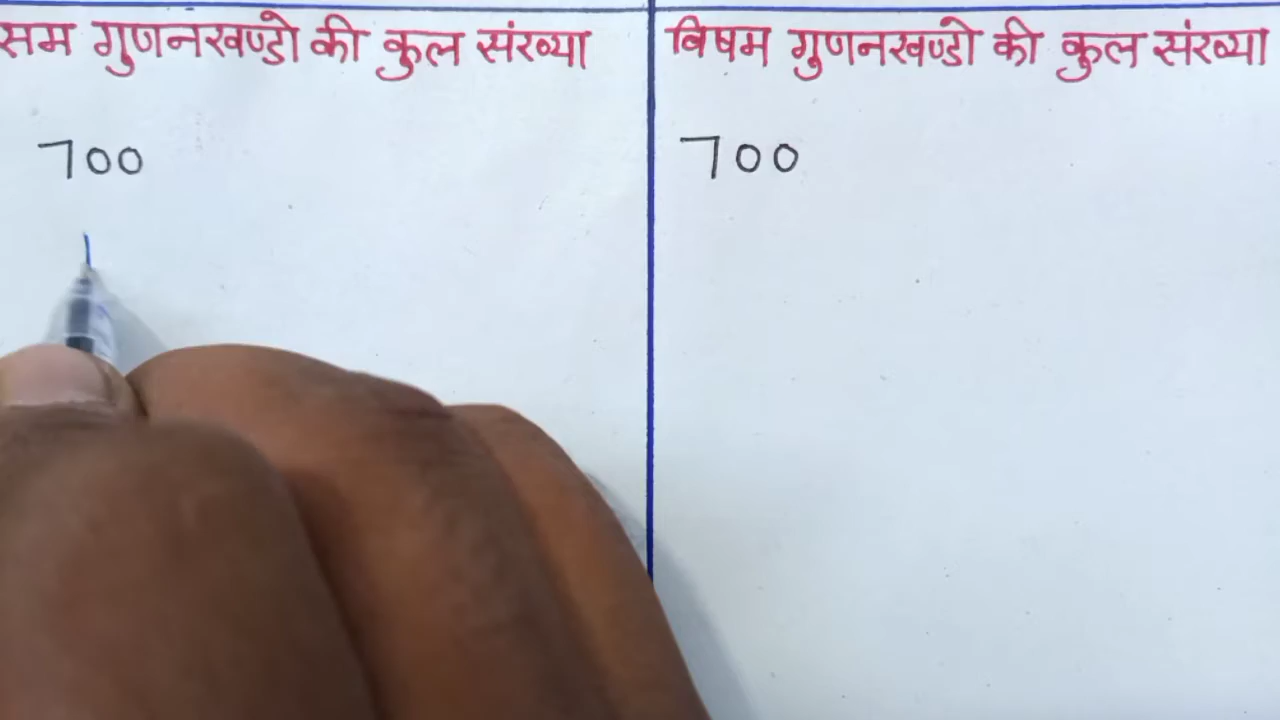 सम गुणनखण्डो की कुल संख्या
700
विषम गुणनखण्डो की कुल संख्या
700